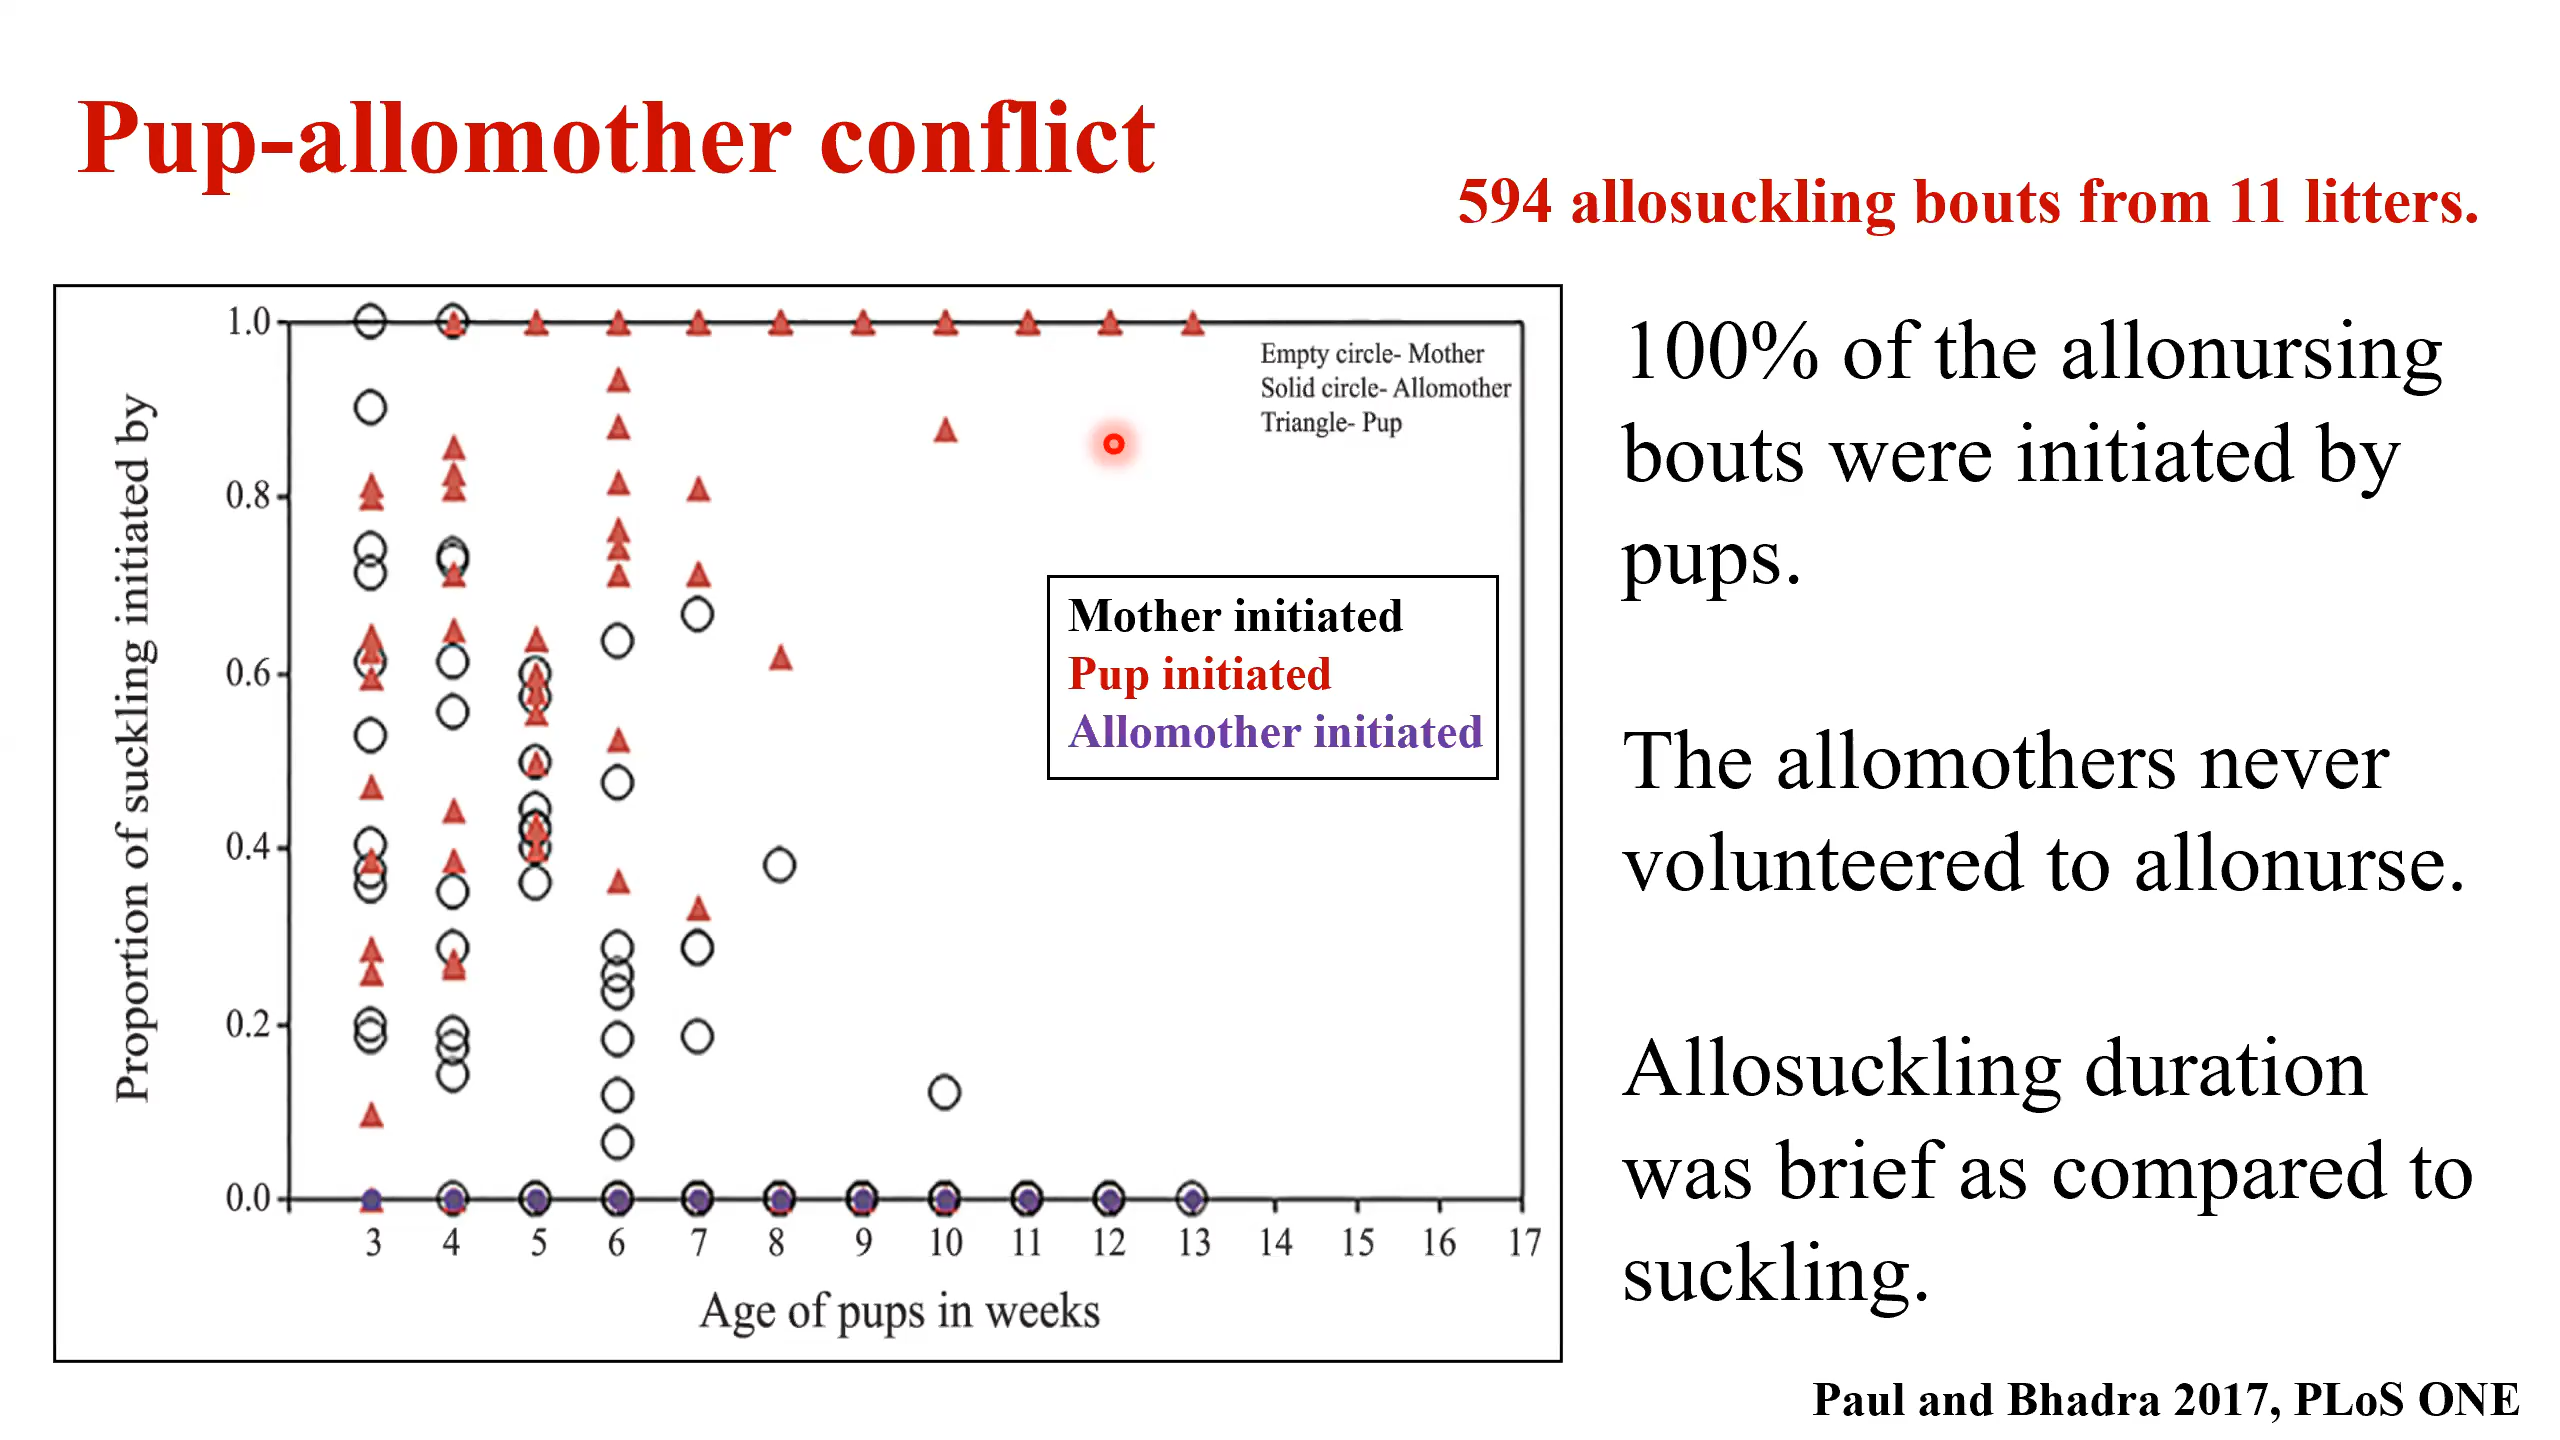 Pup-allomother conflict
594 allosuckling bouts from 11 litters.
Proportion of suckling initiated by
1.0
0.8
0.6
0.4
0.2
0.0
Empty circle- Mother
Solid circle- Allomother
Triangle- Pup
Mother initiated
Pup initiated
Allomother initiated
3 4 5 6 7 8 9 10 11 12 13 14 15 16 17
Age of pups in weeks
100% of the allonursing
bouts were initiated by
pups.
The allomothers never
volunteered to allonurse.
Allosuckling duration
was brief as compared to
suckling.
Paul and Bhadra 2017, PLoS ONE